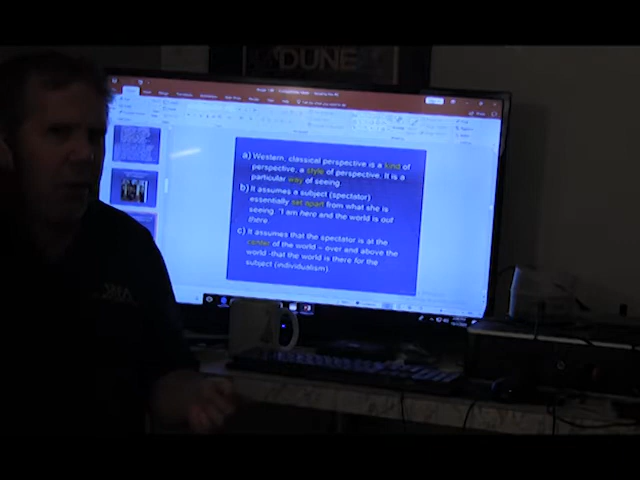 DUNE
a) Western, classical perspective is a kind of
perspective, a style of perspective. It is a
particular way of seeing.
b) It assumes a subject (spectator)
essentially set apart from what she is
seeing. "I am here and the world is out
there.
c) It assumes that the spectator is at the
center of the world – over and above the
world -that the world is there for the
subject (individualism).